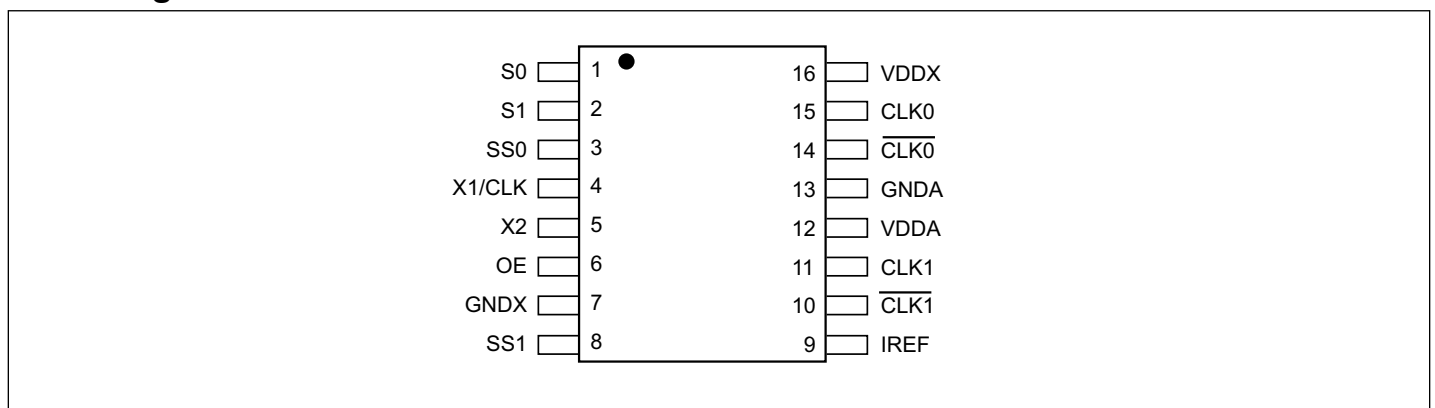 S0 1 16 VDDX
S1 2 15 CLK0
SS0 3 14 CLK0
X1/CLK 4 13 GNDA
X2 5 12 VDDA
OE 6 11 CLK1
GNDX 7 10 CLK1
SS1 8 9 IREF